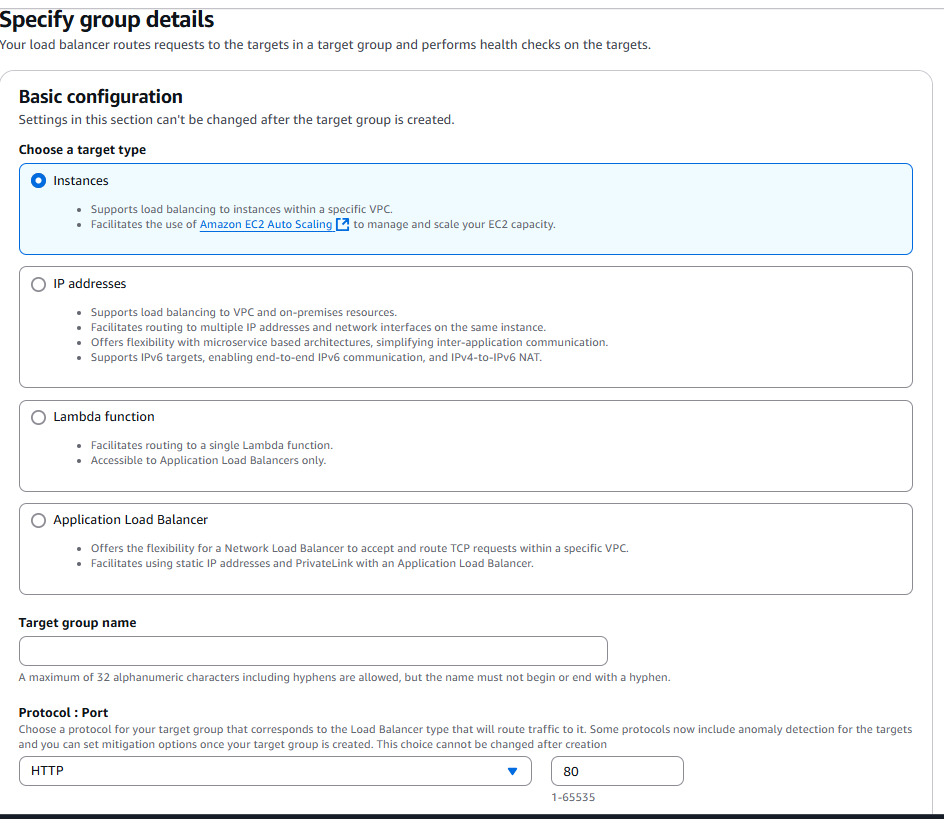 Specify group details
Your load balancer routes requests to the targets in a target group and performs health checks on the targets.
Basic configuration
Settings in this section can't be changed after the target group is created.
Choose a target type
Instances
Supports load balancing to instances within a specific VPC.
Facilitates the use of Amazon EC2 Auto Scaling to manage and scale your EC2 capacity.
IP addresses
Supports load balancing to VPC and on-premises resources.
Facilitates routing to multiple IP addresses and network interfaces on the same instance.
Offers flexibility with microservice based architectures, simplifying inter-application communication.
Supports IPv6 targets, enabling end-to-end IPv6 communication, and IPv4-to-IPv6 NAT.
Lambda function
Facilitates routing to a single Lambda function.
Accessible to Application Load Balancers only.
Application Load Balancer
Offers the flexibility for a Network Load Balancer to accept and route TCP requests within a specific VPC.
Facilitates using static IP addresses and PrivateLink with an Application Load Balancer.
Target group name
A maximum of 32 alphanumeric characters including hyphens are allowed, but the name must not begin or end with a hyphen.
Protocol : Port
Choose a protocol for your target group that corresponds to the Load Balancer type that will route traffic to it. Some protocols now include anomaly detection for the targets
and you can set mitigation options once your target group is created. This choice cannot be changed after creation
HTTP
80
1-65535